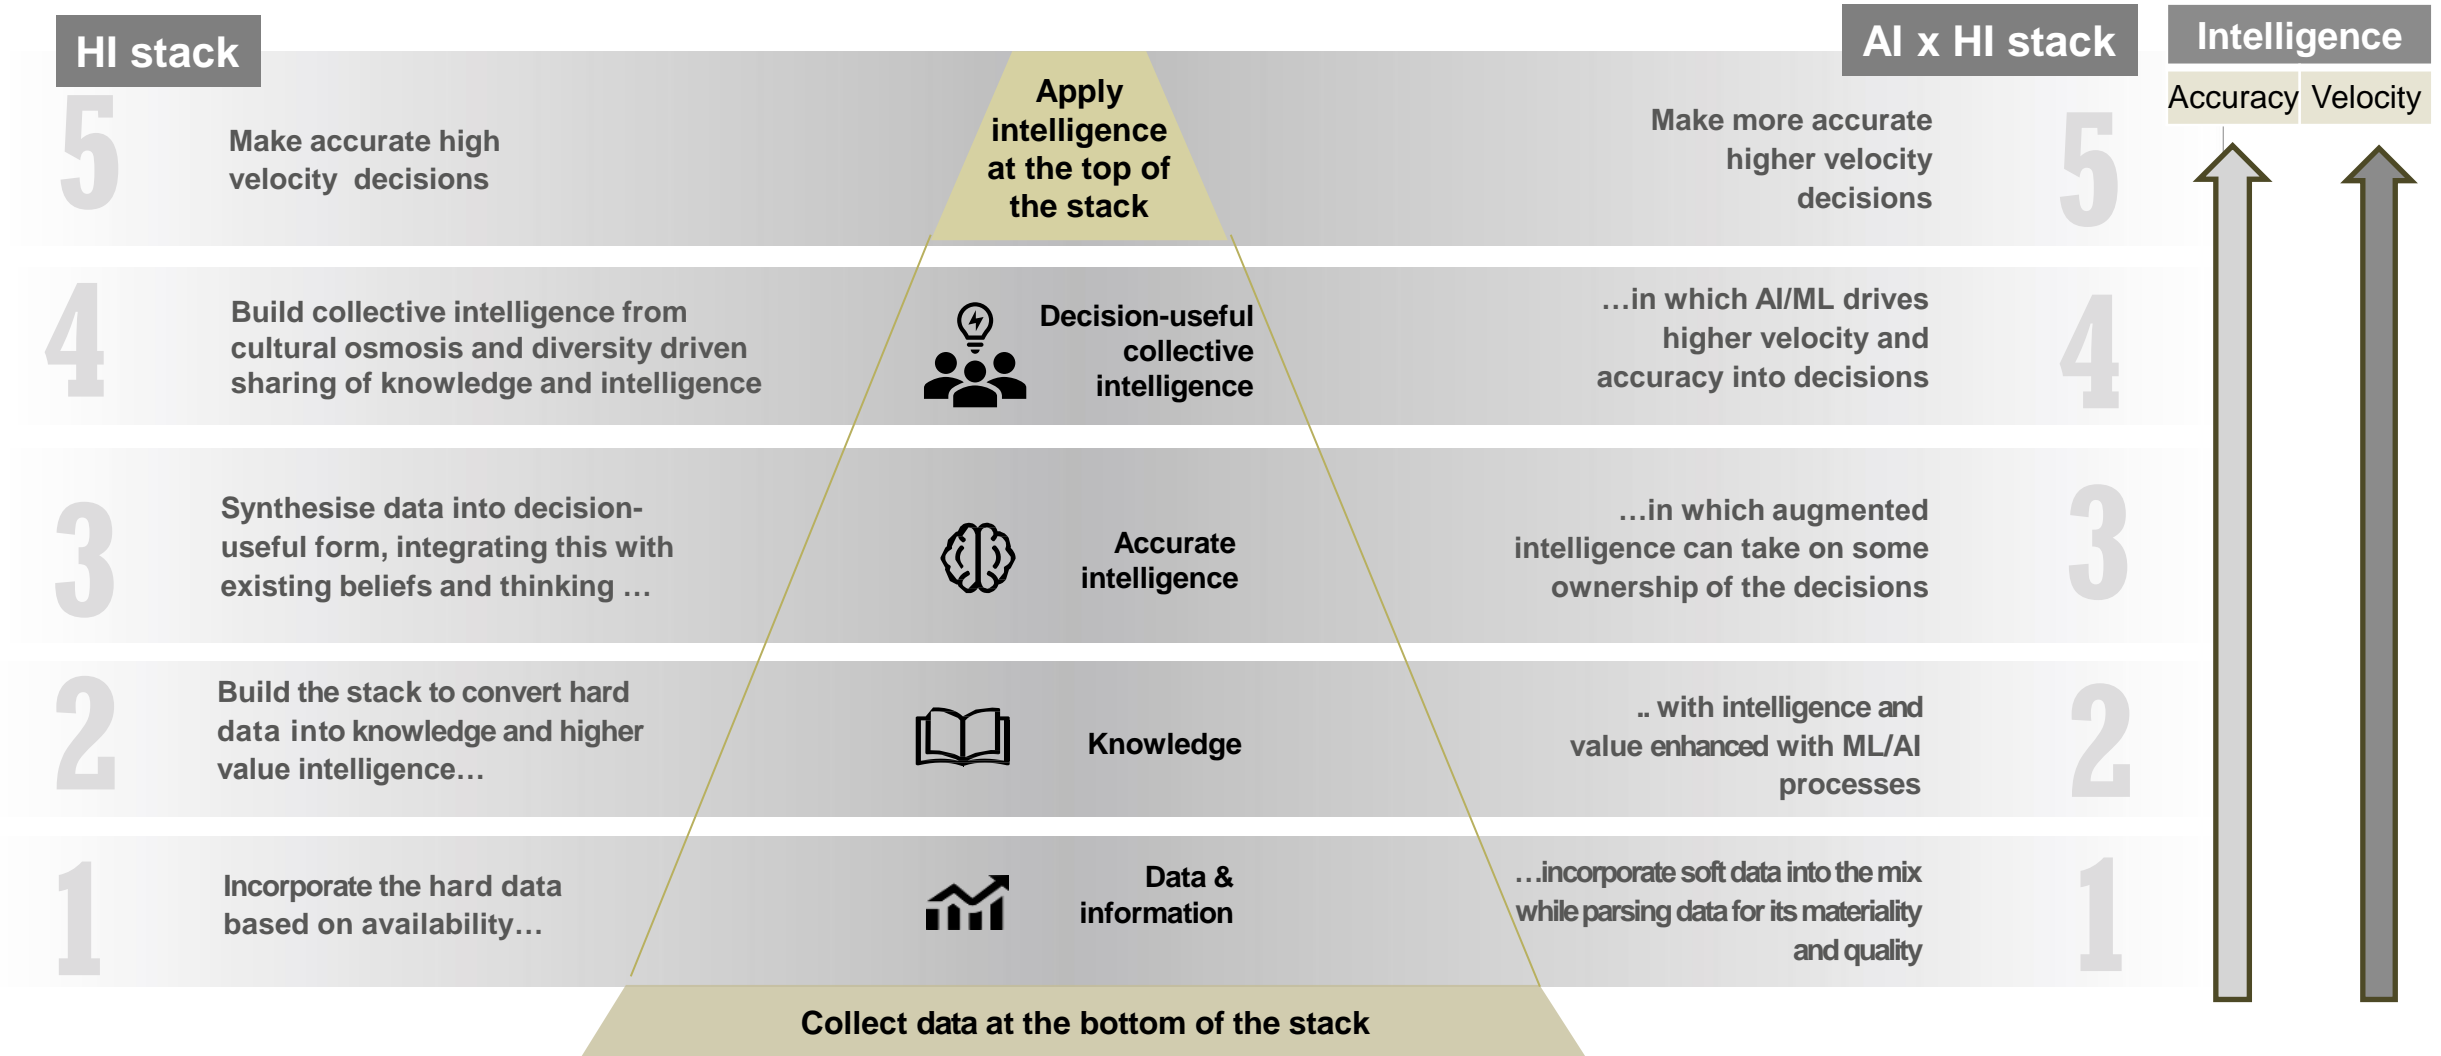 HI stack
AI x HI stack
Intelligence
Accuracy
Velocity
5
Make accurate high
velocity decisions
Apply
intelligence
at the top of
the stack
Make more accurate
higher velocity
decisions
5
4
Build collective intelligence from
cultural osmosis and diversity driven
sharing of knowledge and intelligence
Decision-useful
collective
intelligence
…in which AI/ML drives
higher velocity and
accuracy into decisions
4
3
Synthesise data into decision-
useful form, integrating this with
existing beliefs and thinking …
Accurate
intelligence
…in which augmented
intelligence can take on some
ownership of the decisions
3
2
Build the stack to convert hard
data into knowledge and higher
value intelligence…
Knowledge
.. with intelligence and
value enhanced with ML/AI
processes
2
1
Incorporate the hard data
based on availability…
Data &
information
…incorporate soft data into the mix
while parsing data for its materiality
and quality
1
Collect data at the bottom of the stack